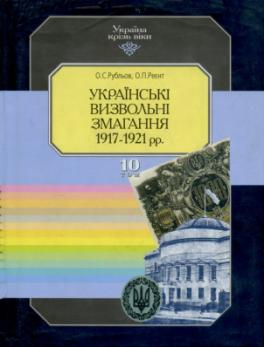 Україна
крізь віки
О.С.Рубльов, О.П.Реєнт
УКРАЇНСЬКІ
ВИЗВОЛЬНІ
ЗМАГАННЯ
1917-1921 рр.
10
ТОМ